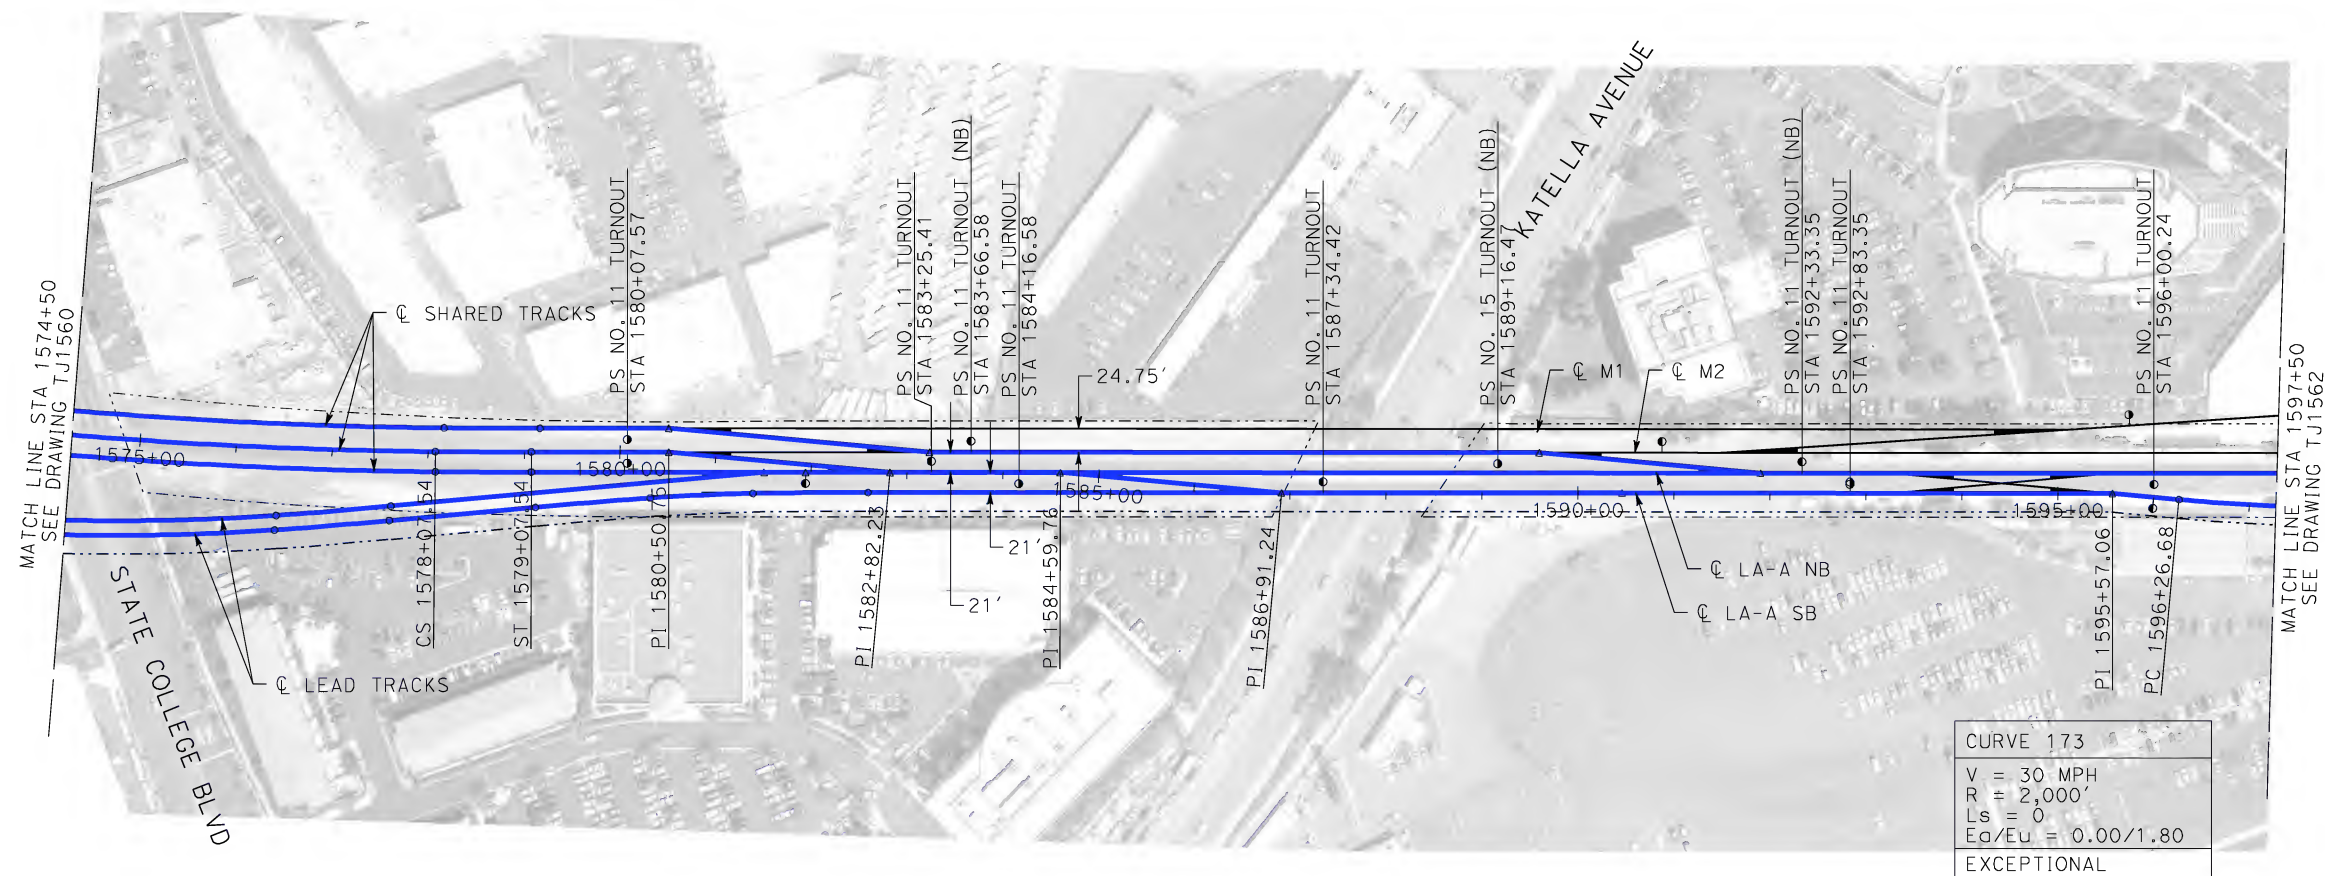 MATCH LINE STA 1574+50
SEE DRAWING TJ1560
STATE COLLEGE BLVD
℄ SHARED TRACKS
℄ LEAD TRACKS
1575+00
CS 1578+07.54
ST 1579+07.54
1580+00
PS NO. 11 TURNOUT
STA 1580+07.57
PI 1580+50.75
PI 1582+82.23
PS NO. 11 TURNOUT
STA 1583+25.41
PS NO. 11 TURNOUT (NB)
STA 1583+66.58
PS NO. 11 TURNOUT
STA 1584+16.58
24.75'
21'
21'
PI 1584+59.76
1585+00
PI 1586+91.24
PS NO. 11 TURNOUT
STA 1587+34.42
PS NO. 15 TURNOUT (NB)
STA 1589+16.47
KATELLA AVENUE
℄ M1
℄ M2
1590+00
℄ LA-A NB
℄ LA-A SB
PS NO. 11 TURNOUT (NB)
STA 1592+33.35
PS NO. 11 TURNOUT
STA 1592+83.35
1595+00
PI 1595+57.06
PS NO. 11 TURNOUT
STA 1596+00.24
PC 1596+26.68
MATCH LINE STA 1597+50
SEE DRAWING TJ1562
CURVE 173
V = 30 MPH
R = 2,000'
Ls = 0
Ea/Eu = 0.00/1.80
EXCEPTIONAL